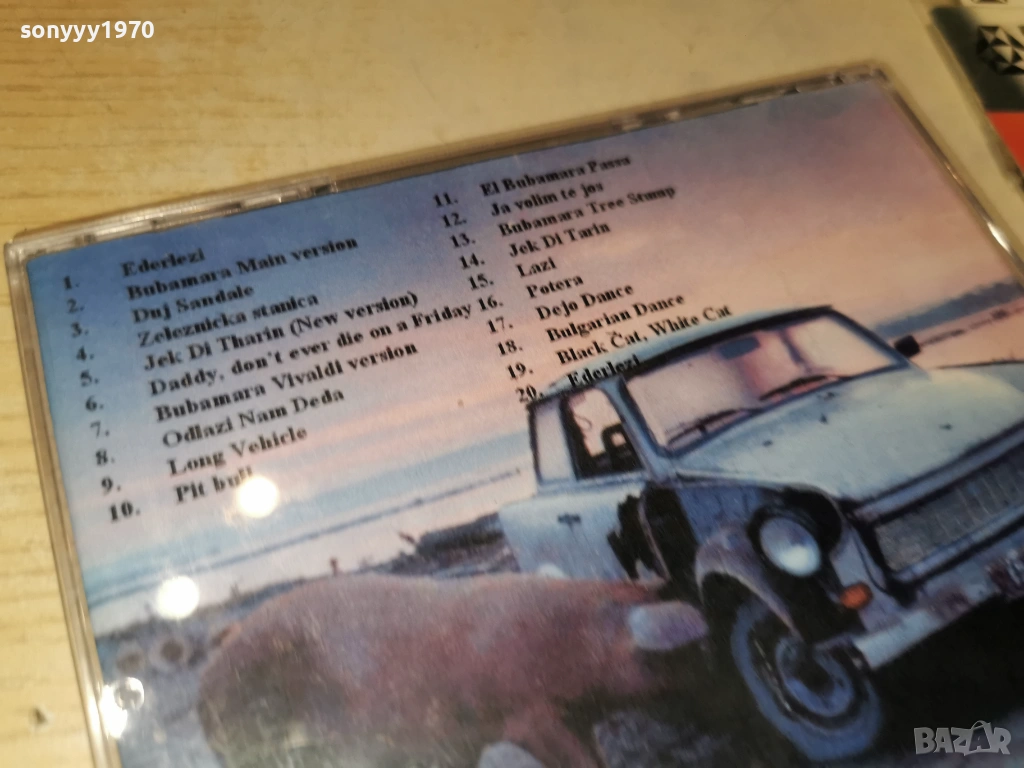 sonyyy1970
1. Ederlezi
2. Bubamara Main version
3. Duj Sandale
4. Zeleznicka stanica
5. Jek Di Tharin (New version)
6. Daddy, don't ever die on a Friday
7. Bubamara Vivaldi version
8. Odlazi Nam Deda
9. Long Vehicle
10. Pit bull
11. El Bubamara Passa
12. Ja volim te jos
13. Bubamara Tree Stump
14. Jek Di Tarin
15. Lazi
16. Potera
17. Dejo Dance
18. Bulgarian Dance
19. Black Cat, White Cat
20. Ederlezi
BAZAR